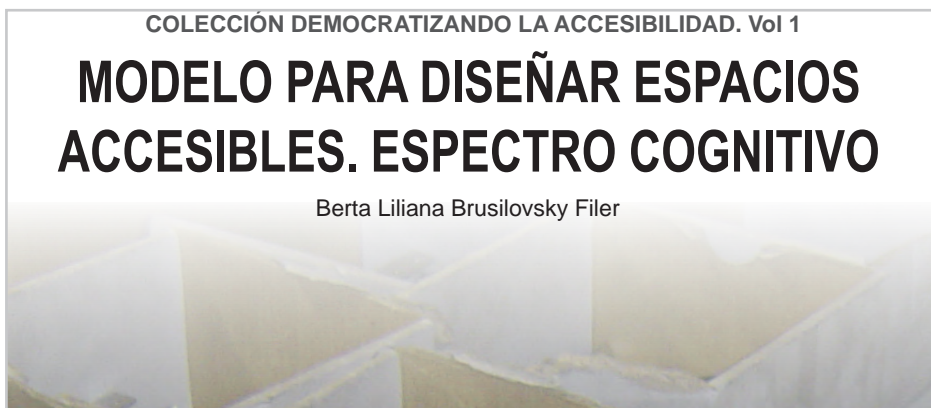 COLECCIÓN DEMOCRATIZANDO LA ACCESIBILIDAD. Vol 1
MODELO PARA DISEÑAR ESPACIOS
ACCESIBLES. ESPECTRO COGNITIVO
Berta Liliana Brusilovsky Filer